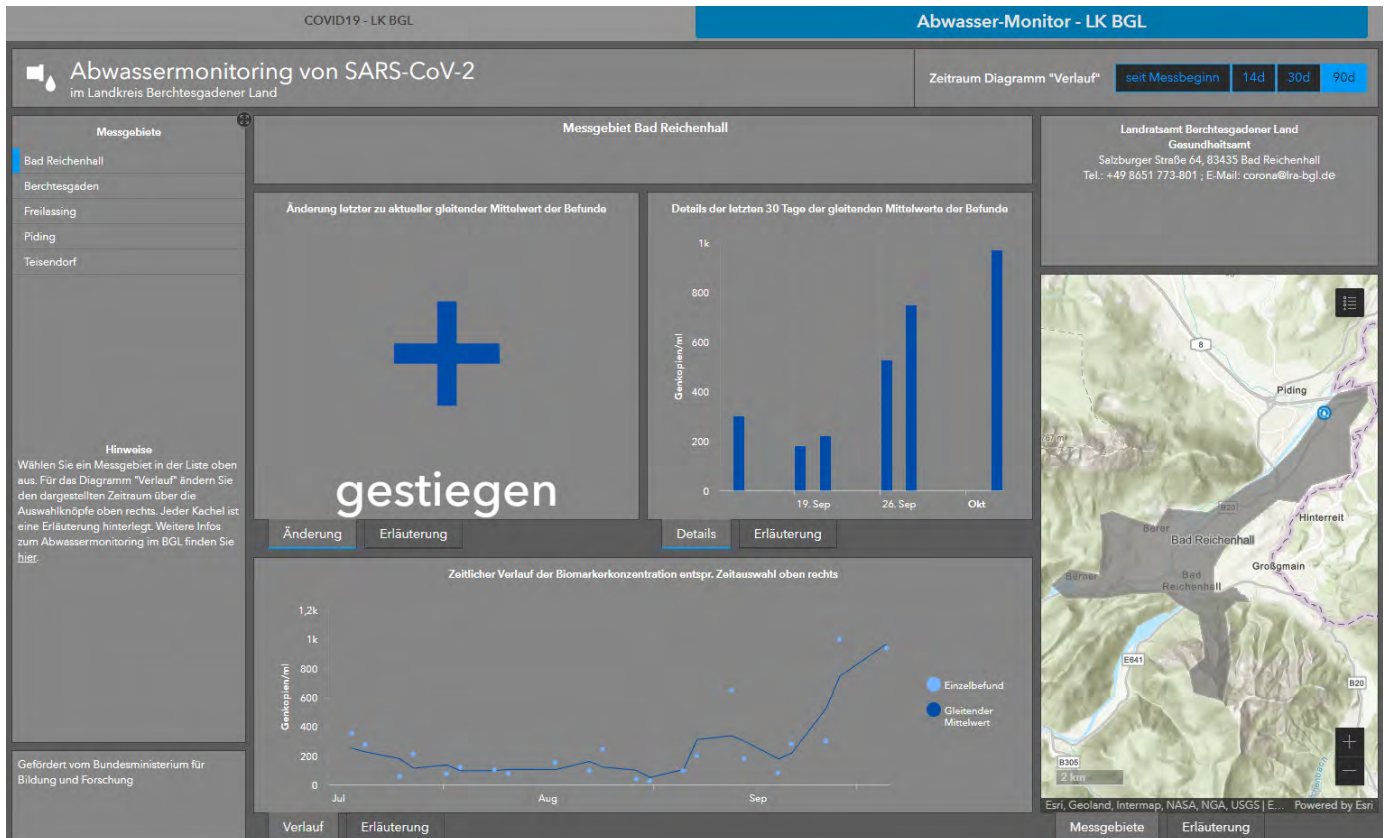 COVID19 - LK BGL
Abwasser-Monitor - LK BGL
Abwassermonitoring von SARS-CoV-2
im Landkreis Berchtesgadener Land
Zeitraum Diagramm "Verlauf"
seit Messbeginn
14d
30d
90d
Messgebiete
Bad Reichenhall
Berchtesgaden
Freilassing
Piding
Teisendorf
Hinweise
Wählen Sie ein Messgebiet in der Liste oben
aus. Für das Diagramm "Verlauf" ändern Sie
den dargestellten Zeitraum über die
Auswahlknöpfe oben rechts. Jeder Kachel ist
eine Erläuterung hinterlegt. Weitere Infos
zum Abwassermonitoring im BGL finden Sie
hier.
Gefördert vom Bundesministerium für
Bildung und Forschung
Messgebiet Bad Reichenhall
Änderung letzter zu aktueller gleitender Mittelwert der Befunde
gestiegen
Änderung
Erläuterung
Details der letzten 30 Tage der gleitenden Mittelwerte der Befunde
Genkopien/ml
1k
800
600
400
200
0
19. Sep
26. Sep
Okt
Details
Erläuterung
Zeitlicher Verlauf der Biomarkerkonzentration entspr. Zeitauswahl oben rechts
Genkopien/ml
1,2k
1k
800
600
400
200
0
Jul
Aug
Sep
Einzelbefund
Gleitender
Mittelwert
Verlauf
Erläuterung
Landratsamt Berchtesgadener Land
Gesundheitsamt
Salzburger Straße 64, 83435 Bad Reichenhall
Tel.: +49 8651 773-801 ; E-Mail: corona@lra-bgl.de
8
Piding
767 m
B20
Hinterreit
Bad Reichenhall
Großgmain
Bad
Reichenhall
E641
B20
B305
2 km
Esri, Geoland, Intermap, NASA, NGA, USGS | E...
Powered by Esri
Messgebiete
Erläuterung